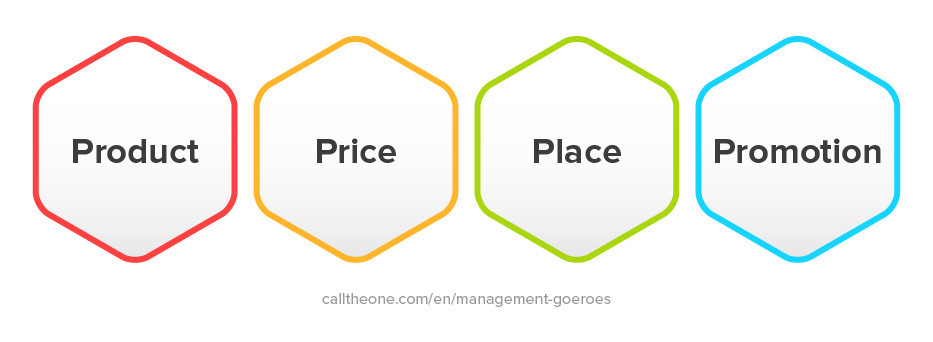 Product
Price
Place
Promotion
calltheone.com/en/management-goeroes